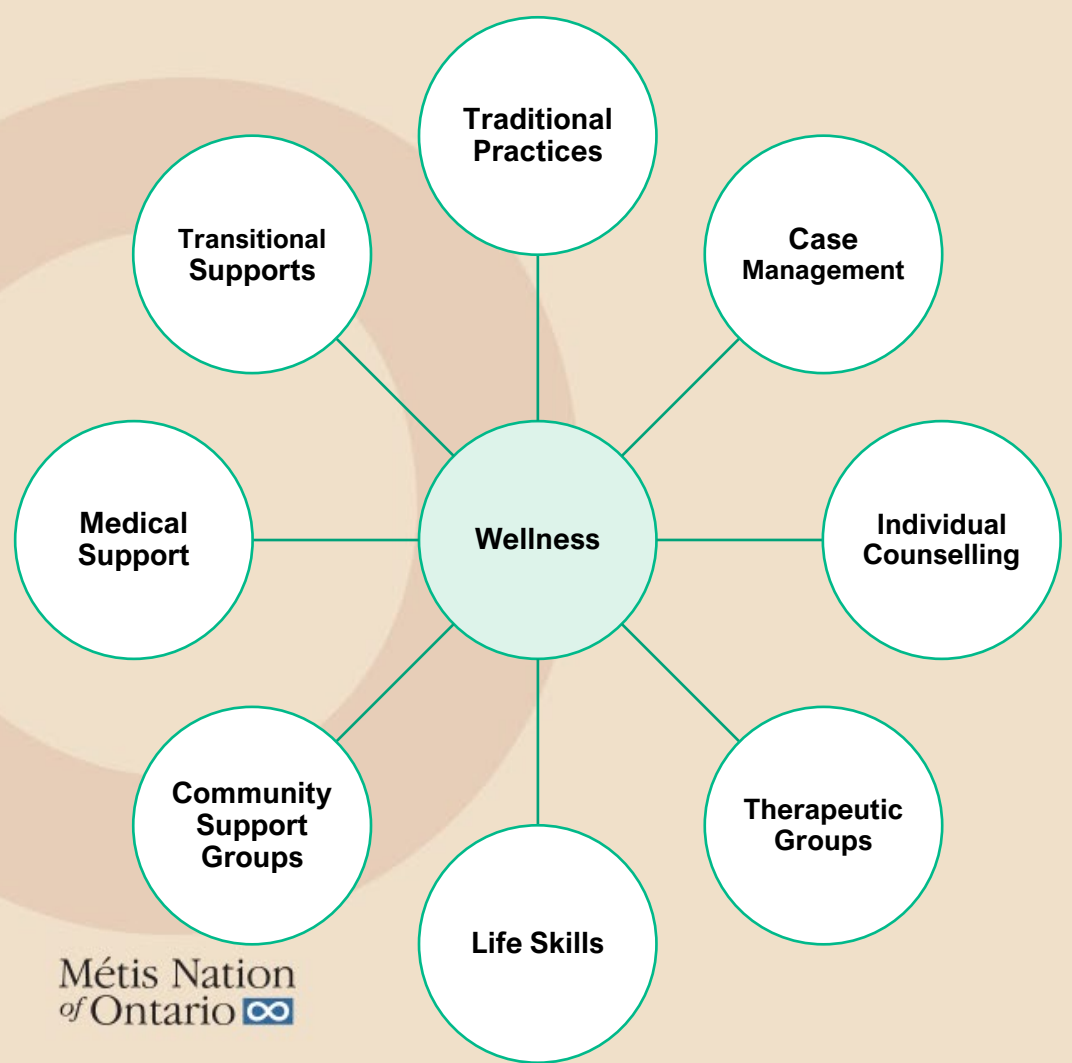 Traditional
Practices
Case
Management
Individual
Counselling
Therapeutic
Groups
Life Skills
Community
Support
Groups
Medical
Support
Transitional
Supports
Wellness
Métis Nation
of Ontario